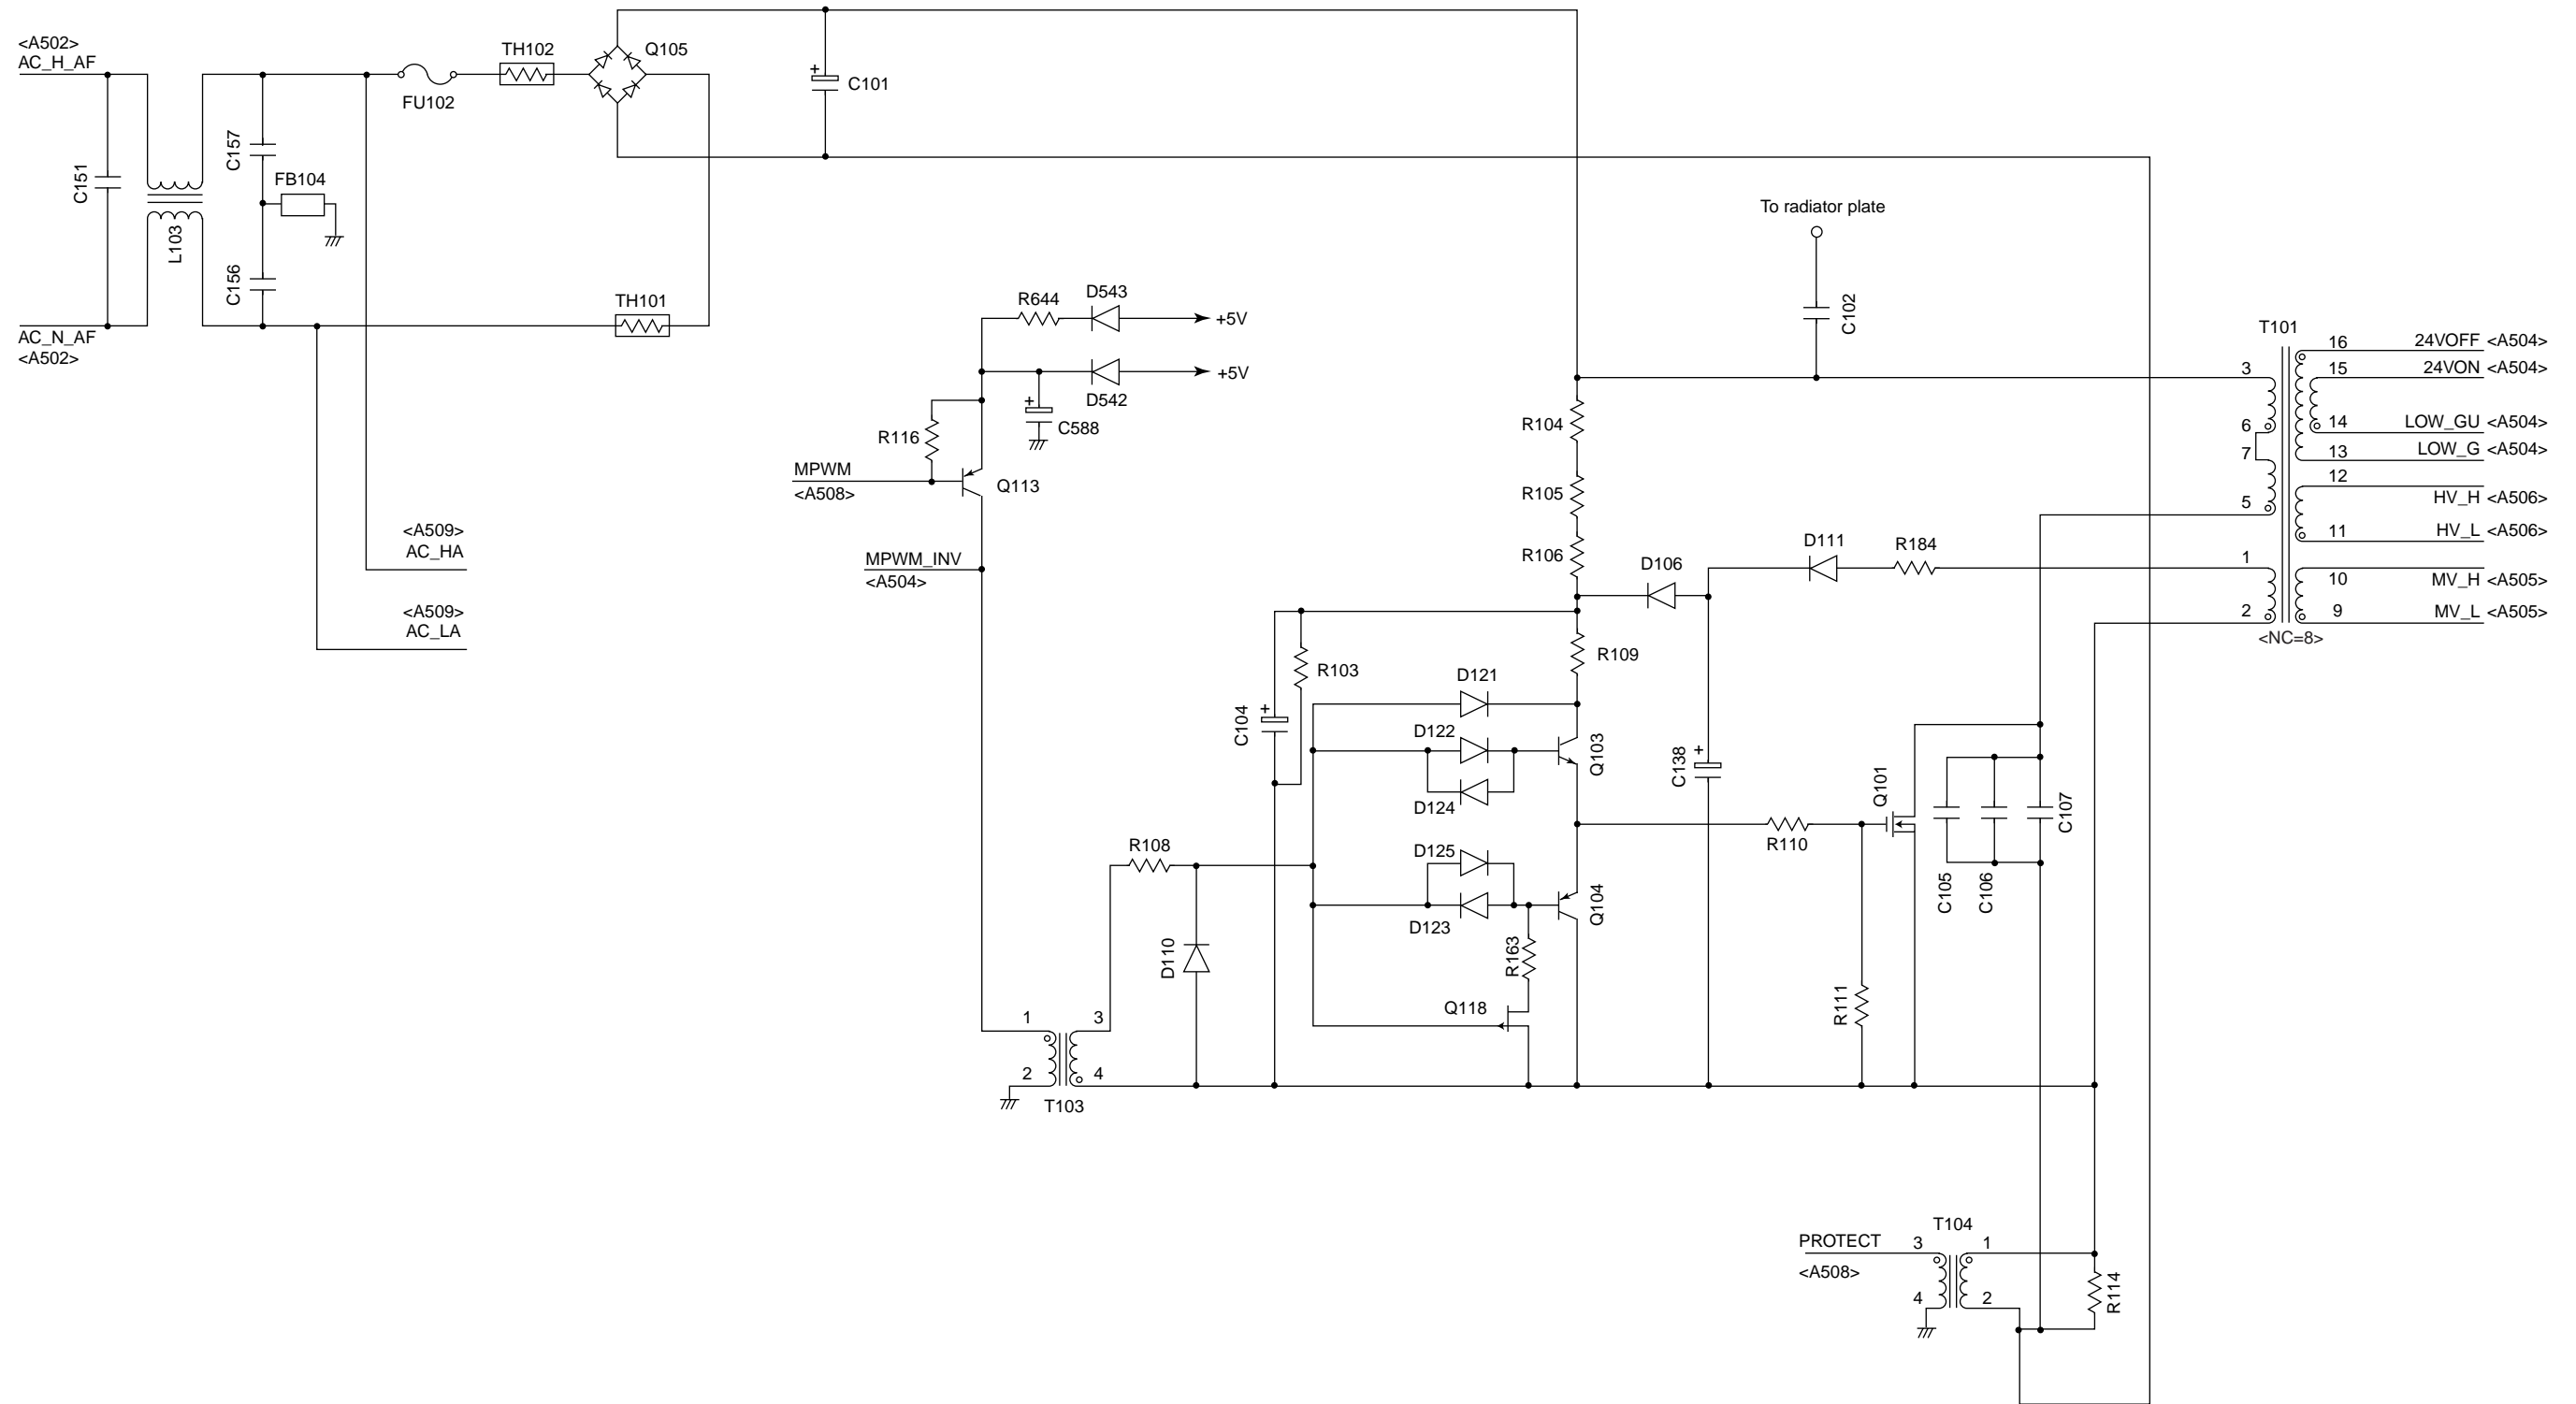 <A502>
AC_H_AF
TH102
Q105
FU102
C101
C151
L103
C157
FB104
C156
TH101
AC_N_AF
<A502>
<A509>
AC_HA
<A509>
AC_LA
R644
D543
+5V
D542
+5V
+
C588
R116
MPWM
<A508>
Q113
MPWM_INV
<A504>
To radiator plate
C102
R104
R105
R106
D106
D111
R184
R109
R103
+
C104
D121
D122
D124
Q103
+
C138
D125
D123
Q104
R163
Q118
R108
D110
1
2
3
4
T103
R110
R111
Q101
C105
C106
C107
T101
3
6
7
5
1
2
16
24VOFF <A504>
15
24VON <A504>
14
LOW_GU <A504>
13
LOW_G <A504>
12
HV_H <A506>
11
HV_L <A506>
10
MV_H <A505>
9
MV_L <A505>
<NC=8>
PROTECT
<A508>
T104
3
4
1
2
R114
+